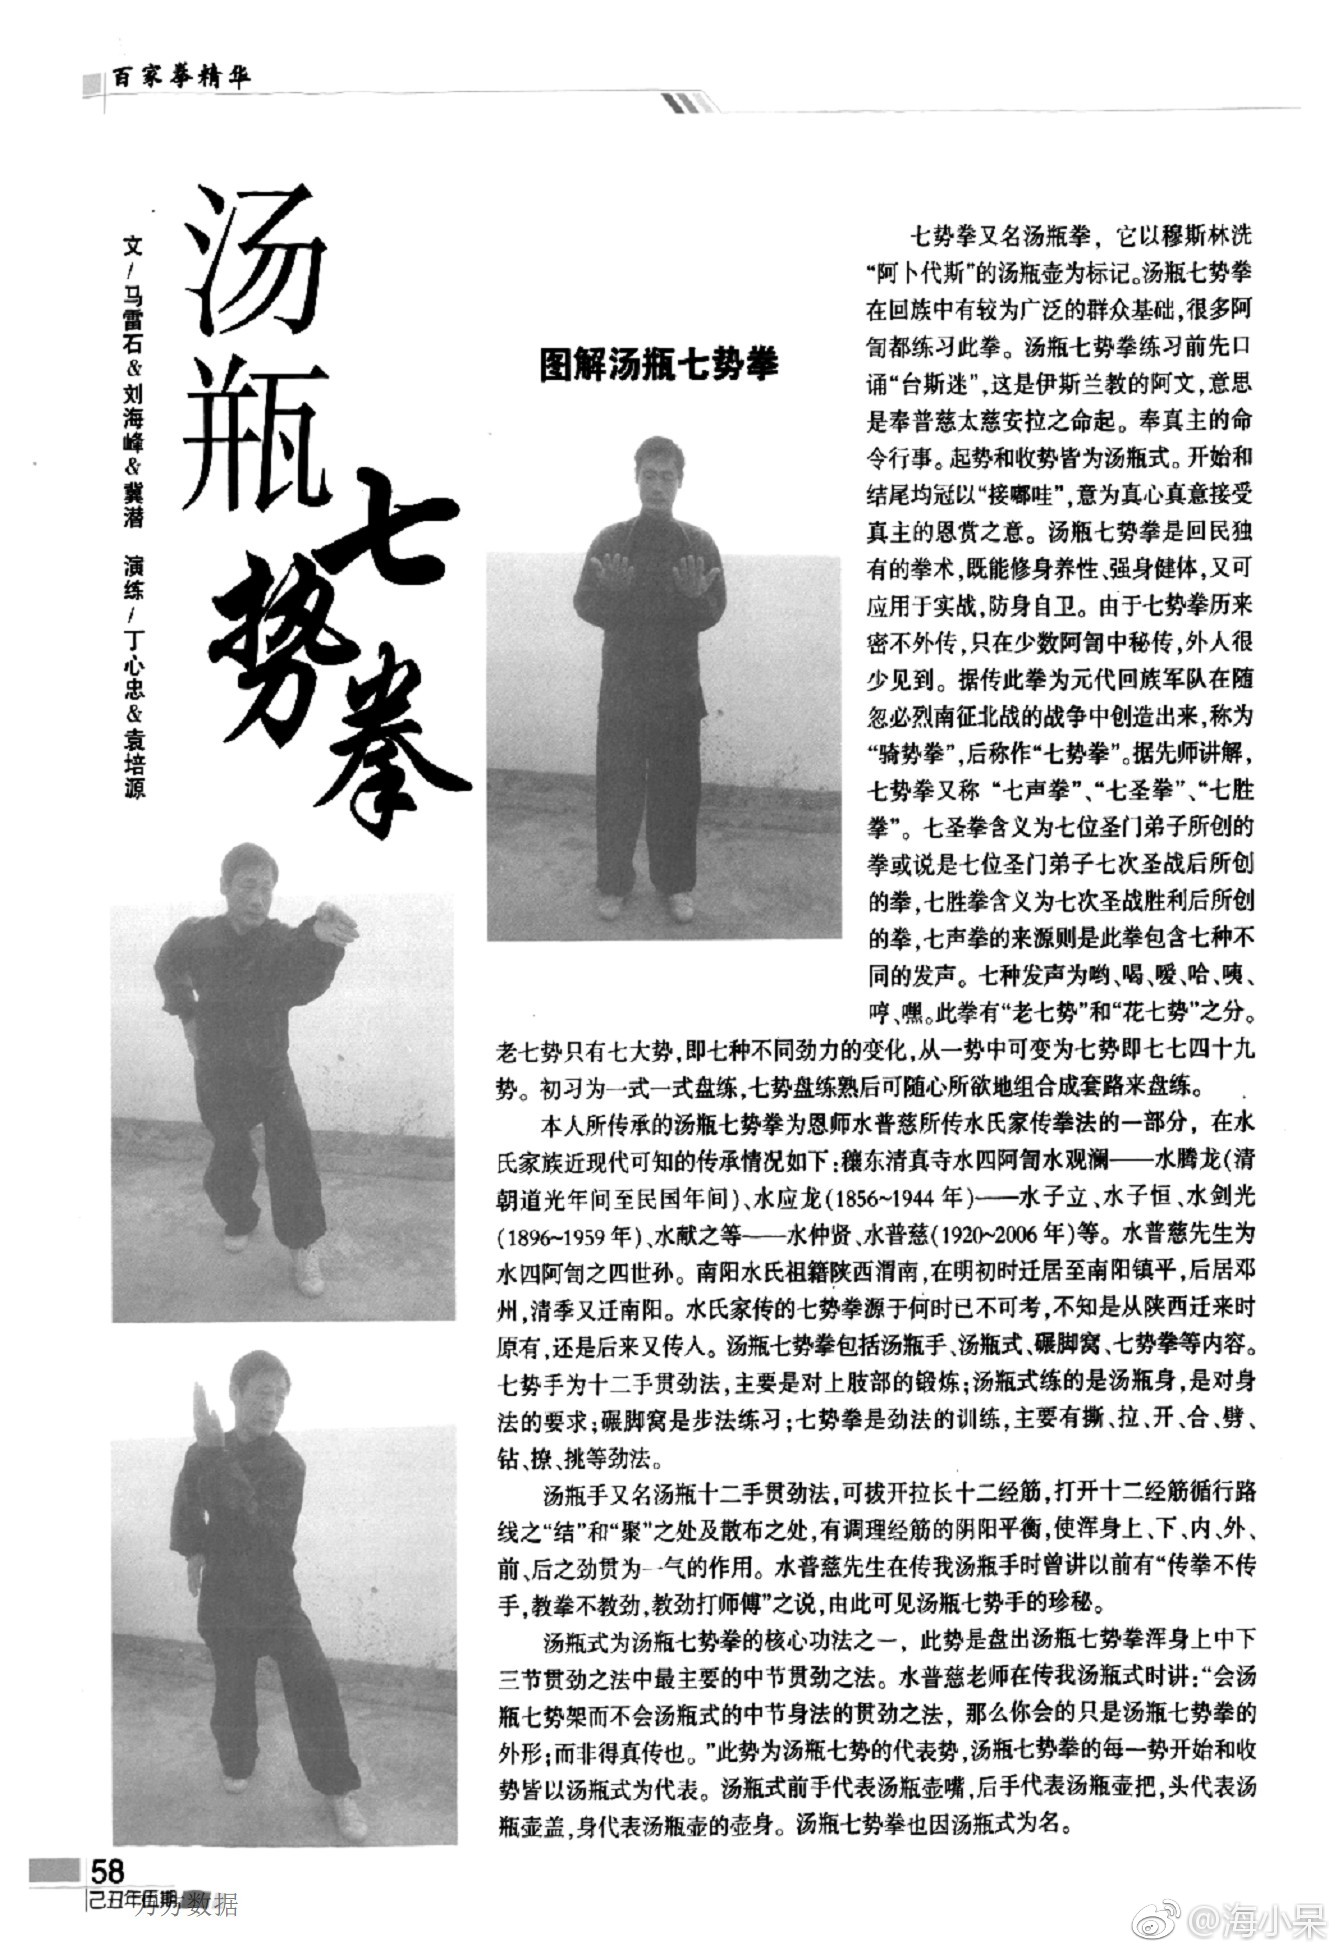 百家拳精华
汤瓶
七势拳
文/马雷石&刘海峰&冀潜 演练/丁心忠&袁培源
图解汤瓶七势拳
七势拳又名汤瓶拳，它以穆斯林洗
“阿卜代斯”的汤瓶壶为标记。汤瓶七势拳
在回族中有较为广泛的群众基础，很多阿
訇都练习此拳。汤瓶七势拳练习前先口
诵“台斯迷”，这是伊斯兰教的阿文，意思
是奉普慈太慈安拉之命起。奉真主的命
令行事。起势和收势皆为汤瓶式。开始和
结尾均冠以“接嘟哇”，意为真心真意接受
真主的恩赏之意。汤瓶七势拳是回民独
有的拳术，既能修身养性、强身健体，又可
应用于实战，防身自卫。由于七势拳历来
密不外传，只在少数阿訇中秘传，外人很
少见到。据传此拳为元代回族军队在随
忽必烈南征北战的战争中创造出来，称为
“骑势拳”，后称作“七势拳”。据先师讲解，
七势拳又称“七声拳”、“七圣拳”、“七胜
拳”。七圣拳含义为七位圣门弟子所创的
拳或说是七位圣门弟子七次圣战后所创
的拳，七胜拳含义为七次圣战胜利后所创
的拳，七声拳的来源则是此拳包含七种不
同的发声。七种发声为哟、喝、嗳、哈、咦、
哼、嘿。此拳有“老七势”和“花七势”之分。
老七势只有七大势，即七种不同劲力的变化，从一势中可变为七势即七七四十九
势。初习为一式一式盘练，七势盘练熟后可随心所欲地组合成套路来盘练。
本人所传承的汤瓶七势拳为恩师水普慈所传水氏家传拳法的一部分，在水
氏家族近现代可知的传承情况如下：穰东清真寺水四阿訇水观澜——水腾龙（清
朝道光年间至民国年间）、水应龙（1856~1944年）——水子立、水子恒、水剑光
（1896~1959年）、水献之等——水仲贤、水普慈（1920~2006年）等。水普慈先生为
水四阿訇之四世孙。南阳水氏祖籍陕西渭南，在明初时迁居至南阳镇平，后居邓
州，清季又迁南阳。水氏家传的七势拳源于何时已不可考，不知是从陕西迁来时
原有，还是后来又传人。汤瓶七势拳包括汤瓶手、汤瓶式、碾脚窝、七势拳等内容。
七势手为十二手贯劲法，主要是对上肢部的锻炼；汤瓶式练的是汤瓶身，是对身
法的要求；碾脚窝是步法练习；七势拳是劲法的训练，主要有撕、拉、开、合、劈、
钻、撩、挑等劲法。
汤瓶手又名汤瓶十二手贯劲法，可拔开拉长十二经筋，打开十二经筋循行路
线之“结”和“聚”之处及散布之处，有调理经筋的阴阳平衡，使浑身上、下、内、外、
前、后之劲贯为一气的作用。水普慈先生在传我汤瓶手时曾讲以前有“传拳不传
手，教拳不教劲，教劲打师傅”之说，由此可见汤瓶七势手的珍秘。
汤瓶式为汤瓶七势拳的核心功法之一，此势是盘出汤瓶七势拳浑身上中下
三节贯劲之法中最主要的中节贯劲之法。水普慈老师在传我汤瓶式时讲：“会汤
瓶七势架而不会汤瓶式的中节身法的贯劲之法，那么你会的只是汤瓶七势拳的
外形；而非得真传也。”此势为汤瓶七势的代表势，汤瓶七势拳的每一势开始和收
势皆以汤瓶式为代表。汤瓶式前手代表汤瓶壶嘴，后手代表汤瓶壶把，头代表汤
瓶壶盖，身代表汤瓶壶的壶身。汤瓶七势拳也因汤瓶式为名。
58
己丑年伍期
万方数据
@海小呆